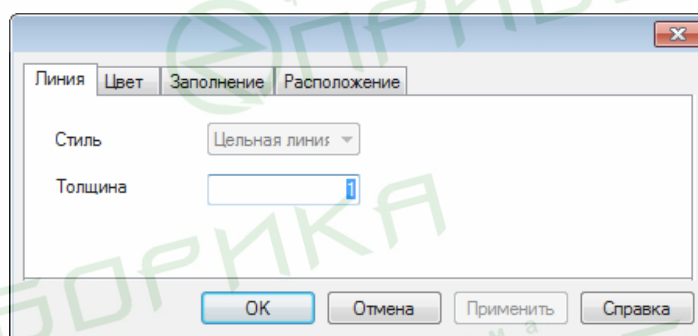 Линия Цвет Заполнение Расположение
Стиль Цельная линия
Толщина 1
OK Отмена Применить Справка